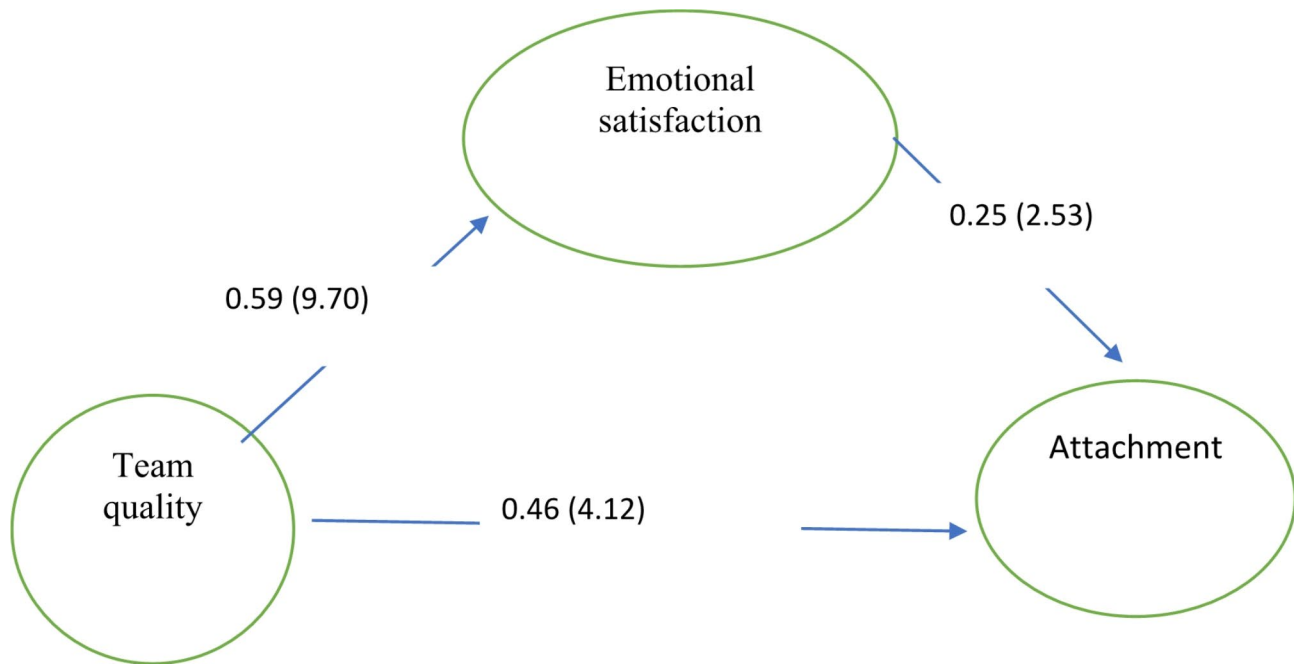 Emotional
satisfaction
0.25 (2.53)
0.59 (9.70)
Team
quality
0.46 (4.12)
Attachment